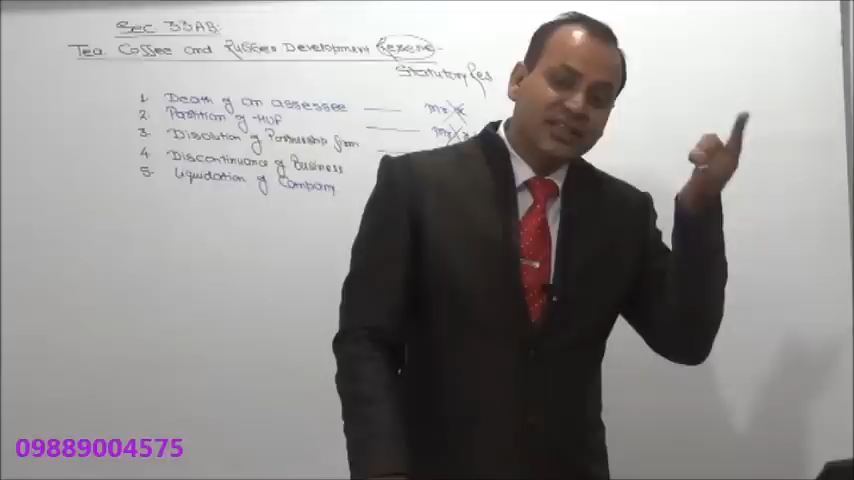 Sec 33AB:
Tea Coffee and Rubber Development Reserve-
Statutory Res
1. Death of an assessee
2. Partition of HUF
3. Dissolution of Partnership firm
4. Discontinuance of Business
5. Liquidation of Company
09889004575